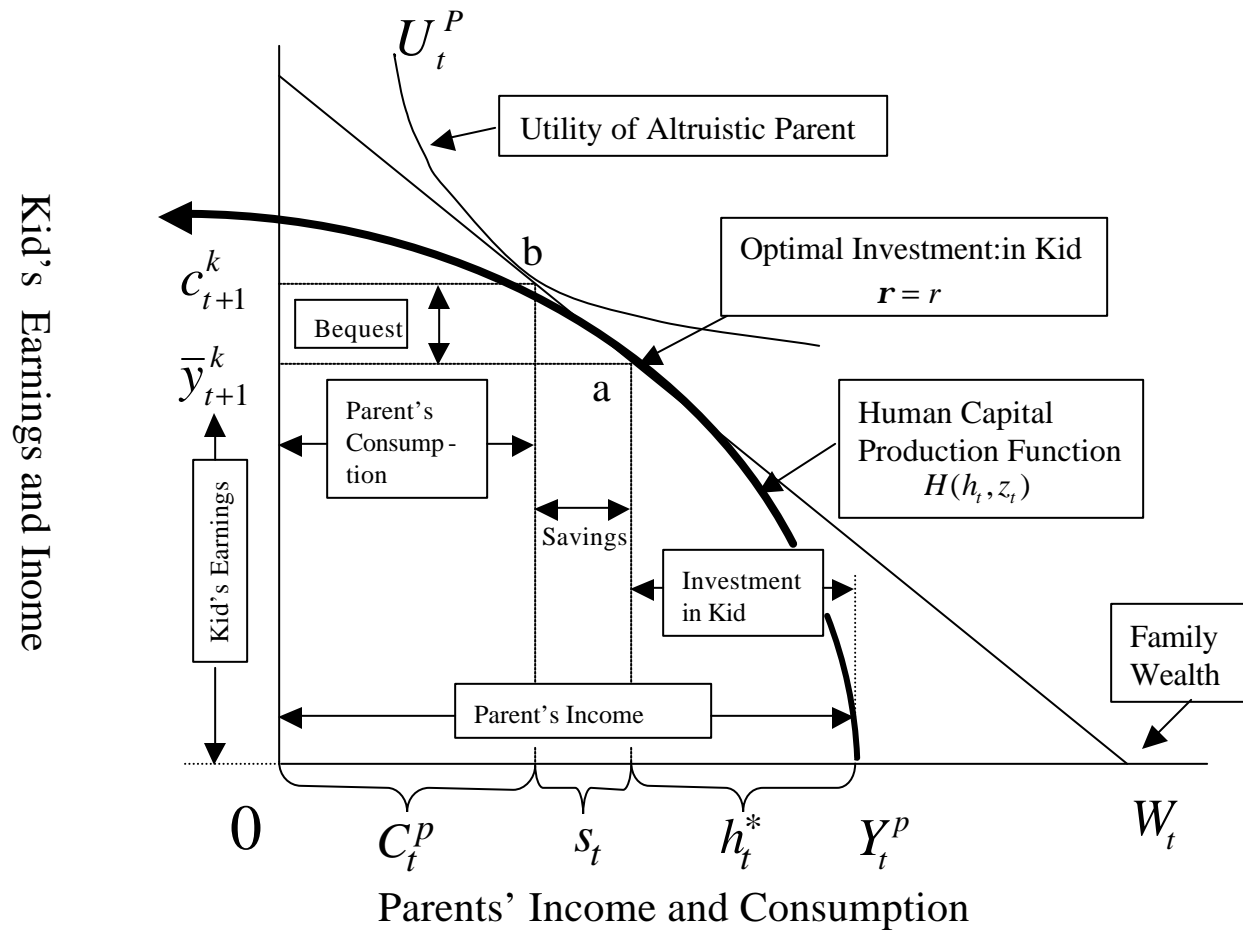 U_t^P
Utility of Altruistic Parent
Optimal Investment:in Kid
r = r
b
c_{t+1}^k
Bequest
ȳ_{t+1}^k
a
Parent's
Consump -
tion
Human Capital
Production Function
H(h_t, z_t)
Kid's Earnings and Inome
Kid's Earnings
Savings
Investment
in Kid
Family
Wealth
Parent's Income
0
C_t^p
s_t
h_t^*
Y_t^p
W_t
Parents' Income and Consumption